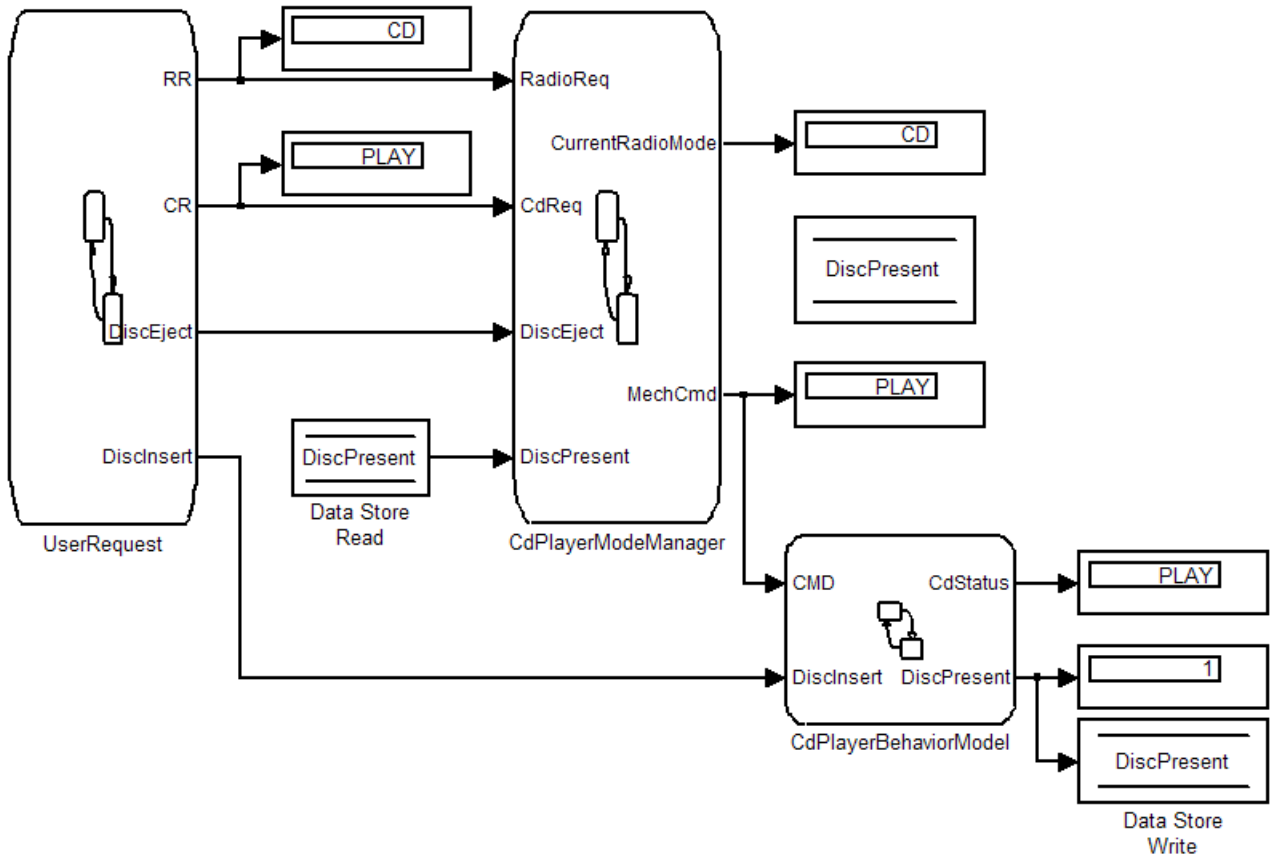 CD
RR
RadioReq
CurrentRadioMode
CD
PLAY
CR
CdReq
DiscPresent
DiscEject
DiscEject
MechCmd
PLAY
DiscInsert
DiscPresent
DiscPresent
Data Store
Read
UserRequest
CdPlayerModeManager
CMD
CdStatus
PLAY
DiscInsert
DiscPresent
1
CdPlayerBehaviorModel
DiscPresent
Data Store
Write